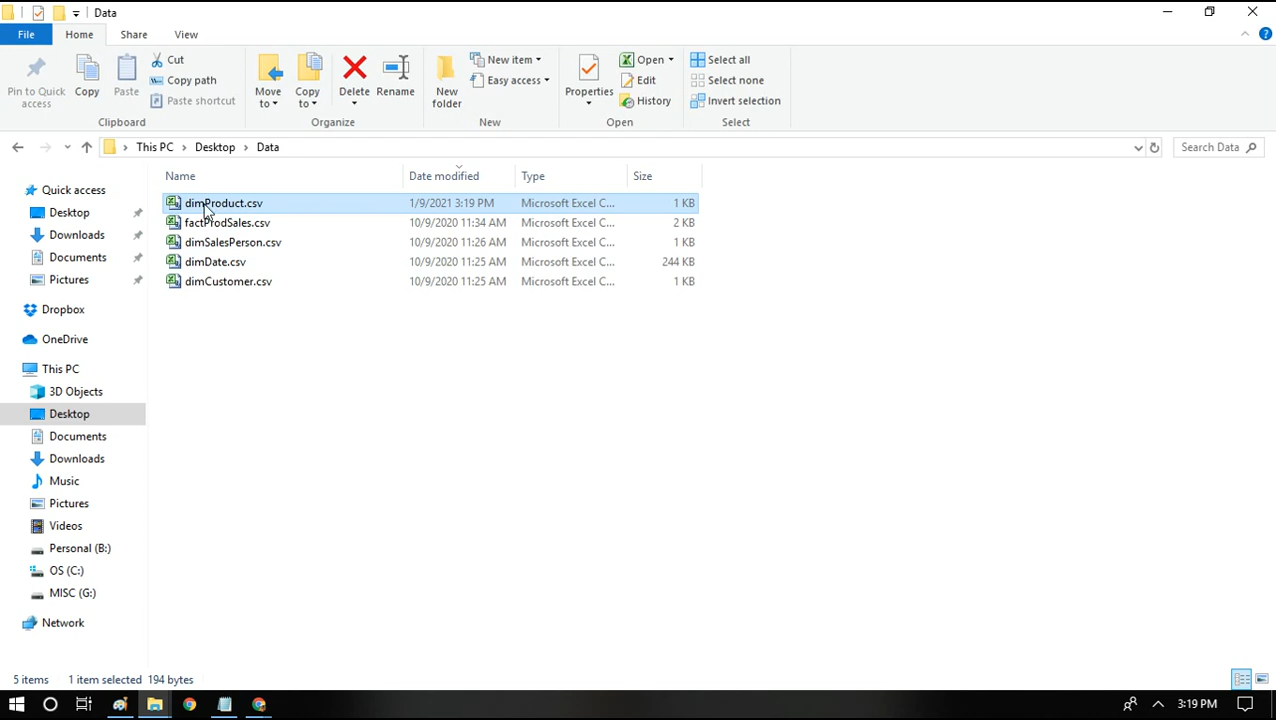 Data
File
Home
Share
View
Pin to Quick access
Copy
Paste
Cut
Copy path
Paste shortcut
Clipboard
Move to
Copy to
Delete
Rename
Organize
New folder
New item
Easy access
New
Properties
Open
Edit
History
Open
Select all
Select none
Invert selection
Select
This PC > Desktop > Data
Search Data
Name
Date modified
Type
Size
dimProduct.csv 1/9/2021 3:19 PM Microsoft Excel C... 1 KB
factProdSales.csv 10/9/2020 11:34 AM Microsoft Excel C... 2 KB
dimSalesPerson.csv 10/9/2020 11:26 AM Microsoft Excel C... 1 KB
dimDate.csv 10/9/2020 11:25 AM Microsoft Excel C... 244 KB
dimCustomer.csv 10/9/2020 11:25 AM Microsoft Excel C... 1 KB
Quick access
Desktop
Downloads
Documents
Pictures
Dropbox
OneDrive
This PC
3D Objects
Desktop
Documents
Downloads
Music
Pictures
Videos
Personal (B:)
OS (C:)
MISC (G:)
Network
5 items 1 item selected 194 bytes
3:19 PM